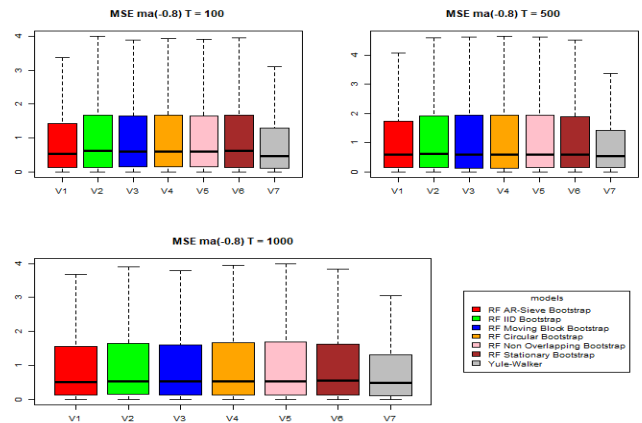 MSE ma(-0.8) T = 100
4
3
2
1
0
V1 V2 V3 V4 V5 V6 V7
MSE ma(-0.8) T = 500
4
3
2
1
0
V1 V2 V3 V4 V5 V6 V7
MSE ma(-0.8) T = 1000
4
3
2
1
0
V1 V2 V3 V4 V5 V6 V7
models
RF AR-Sieve Bootstrap
RF IID Bootstrap
RF Moving Block Bootstrap
RF Circular Bootstrap
RF Non Overlapping Bootstrap
RF Stationary Bootstrap
Yule-Walker